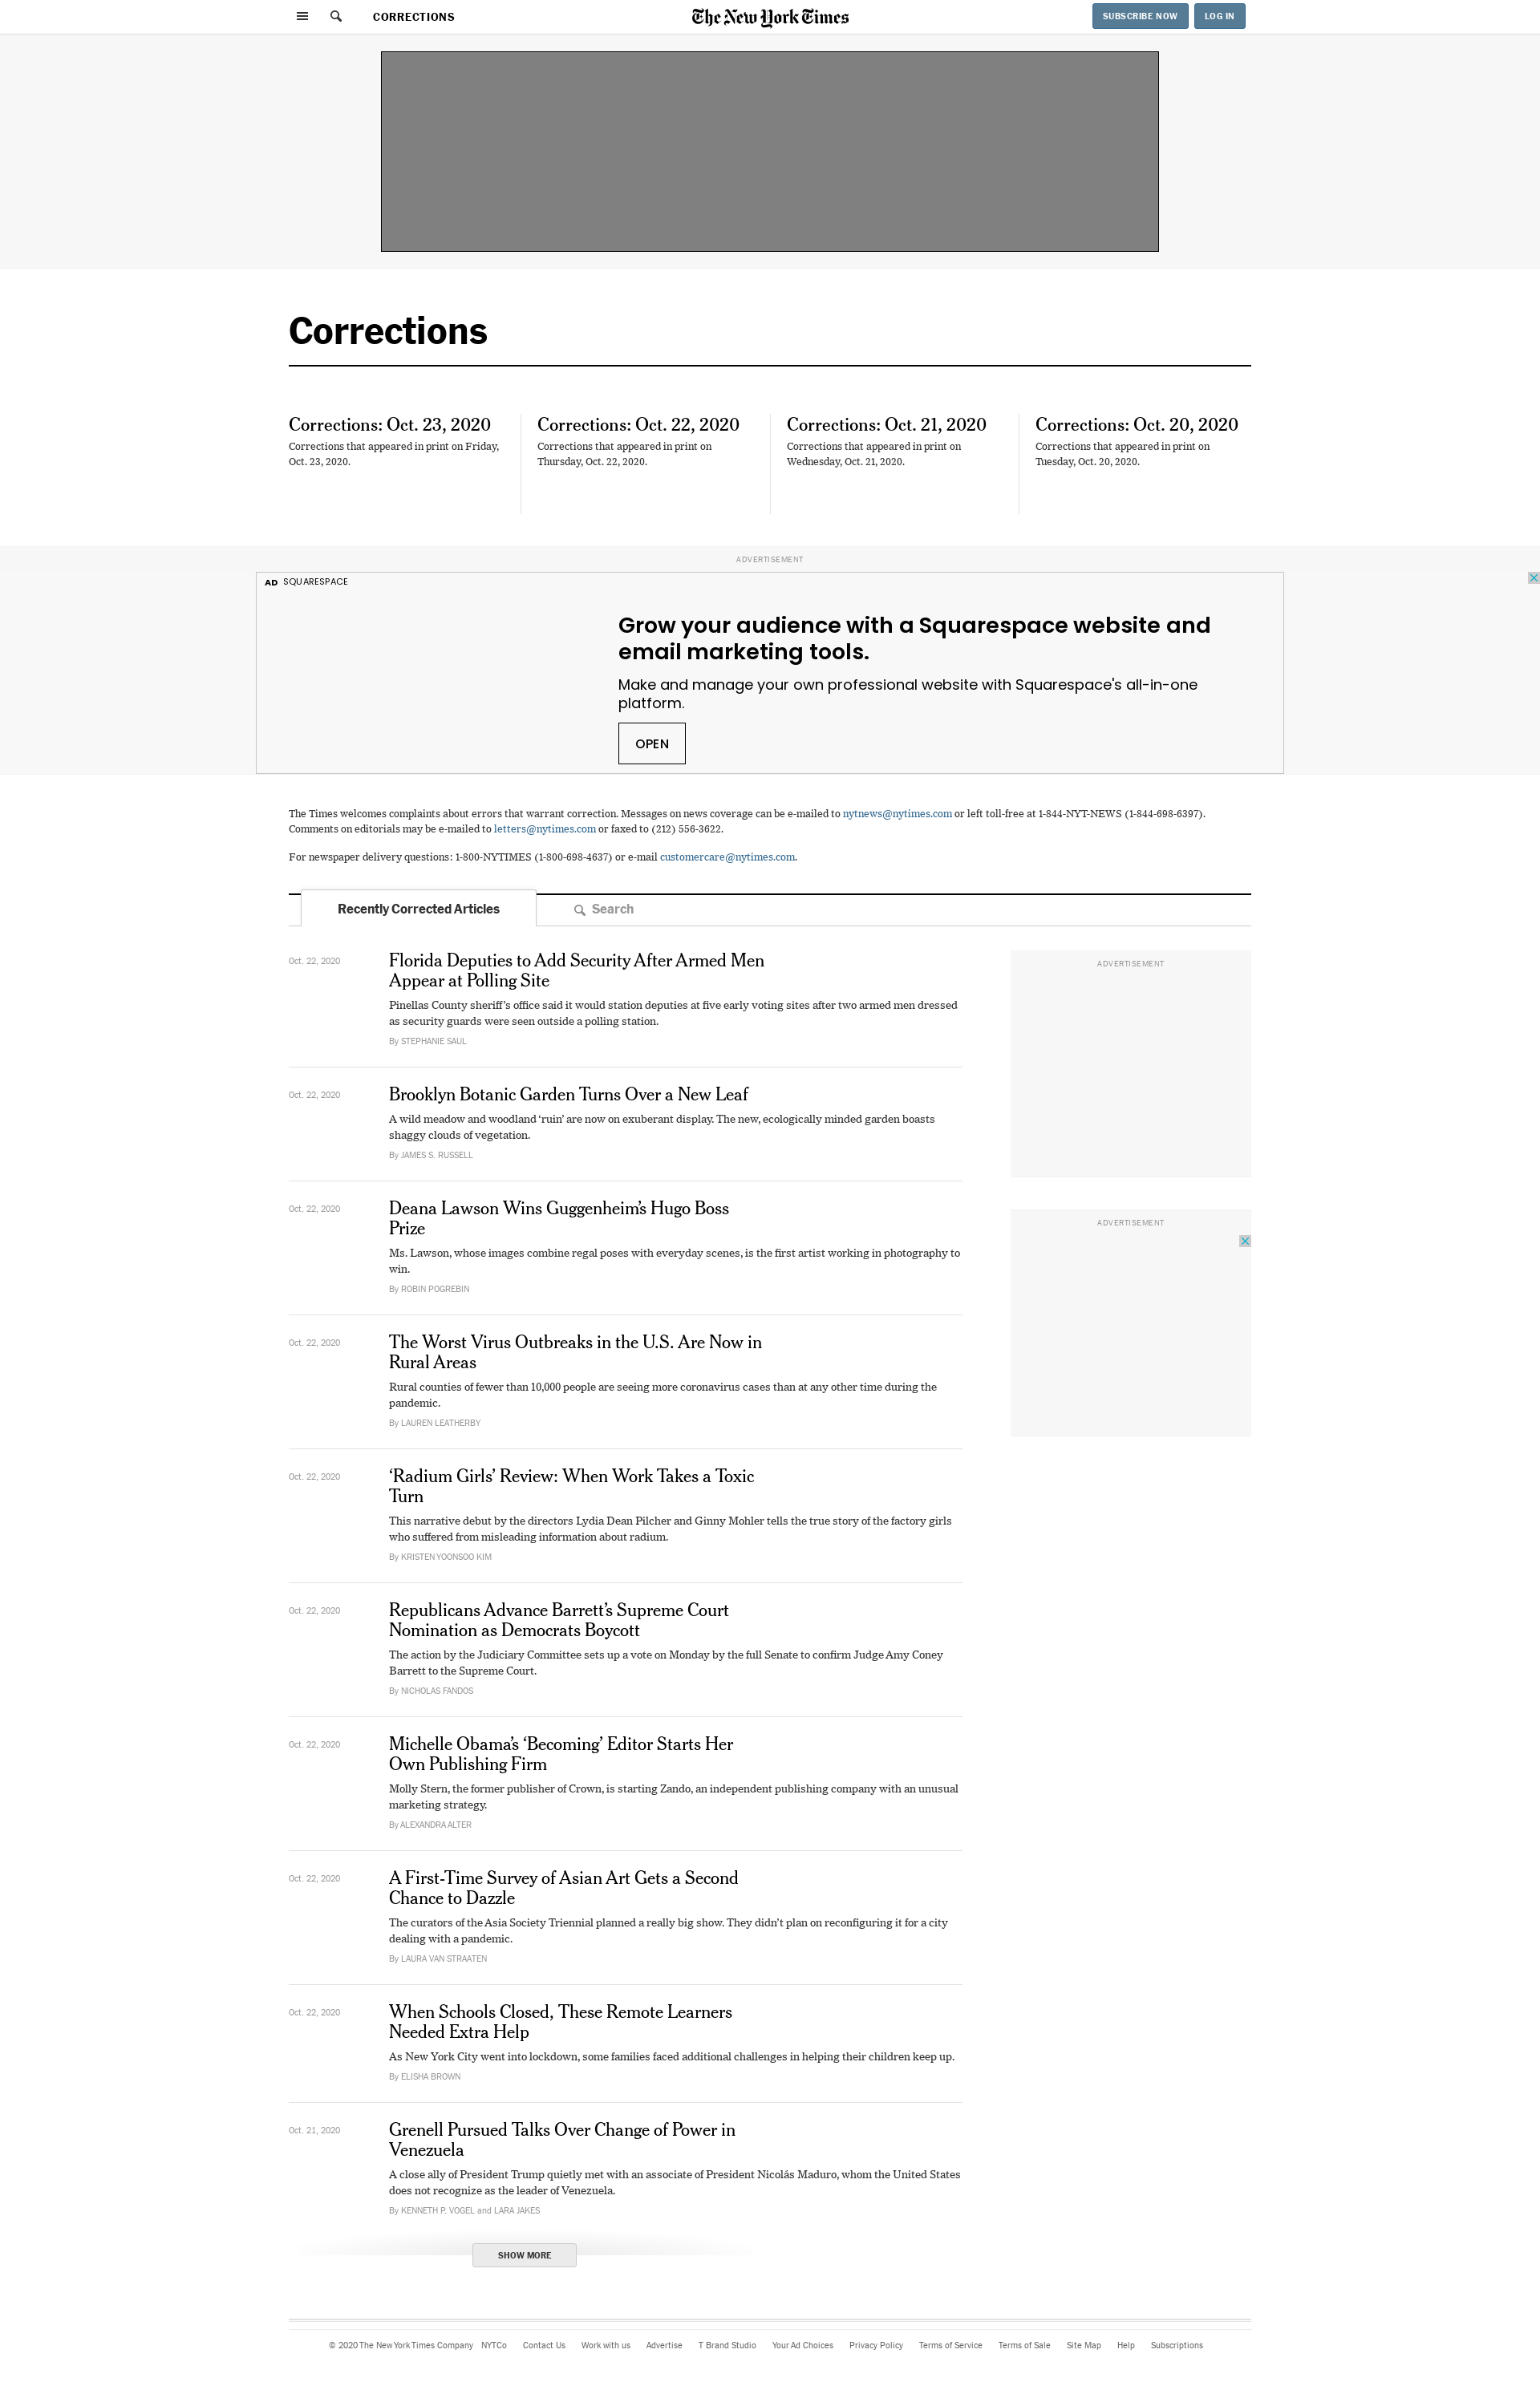 CORRECTIONS
The New York Times
SUBSCRIBE NOW
LOG IN
Corrections
Corrections: Oct. 23, 2020
Corrections that appeared in print on Friday,
Oct. 23, 2020.
Corrections: Oct. 22, 2020
Corrections that appeared in print on
Thursday, Oct. 22, 2020.
Corrections: Oct. 21, 2020
Corrections that appeared in print on
Wednesday, Oct. 21, 2020.
Corrections: Oct. 20, 2020
Corrections that appeared in print on
Tuesday, Oct. 20, 2020.
ADVERTISEMENT
AD SQUARESPACE
Grow your audience with a Squarespace website and
email marketing tools.
Make and manage your own professional website with Squarespace's all-in-one
platform.
OPEN
The Times welcomes complaints about errors that warrant correction. Messages on news coverage can be e-mailed to nytnews@nytimes.com or left toll-free at 1-844-NYT-NEWS (1-844-698-6397).
Comments on editorials may be e-mailed to letters@nytimes.com or faxed to (212) 556-3622.
For newspaper delivery questions: 1-800-NYTIMES (1-800-698-4637) or e-mail customercare@nytimes.com.
Recently Corrected Articles
Search
Oct. 22, 2020
Florida Deputies to Add Security After Armed Men
Appear at Polling Site
Pinellas County sheriff’s office said it would station deputies at five early voting sites after two armed men dressed
as security guards were seen outside a polling station.
By STEPHANIE SAUL
ADVERTISEMENT
Oct. 22, 2020
Brooklyn Botanic Garden Turns Over a New Leaf
A wild meadow and woodland ‘ruin’ are now on exuberant display. The new, ecologically minded garden boasts
shaggy clouds of vegetation.
By JAMES S. RUSSELL
Oct. 22, 2020
Deana Lawson Wins Guggenheim’s Hugo Boss
Prize
Ms. Lawson, whose images combine regal poses with everyday scenes, is the first artist working in photography to
win.
By ROBIN POGREBIN
ADVERTISEMENT
Oct. 22, 2020
The Worst Virus Outbreaks in the U.S. Are Now in
Rural Areas
Rural counties of fewer than 10,000 people are seeing more coronavirus cases than at any other time during the
pandemic.
By LAUREN LEATHERBY
Oct. 22, 2020
‘Radium Girls’ Review: When Work Takes a Toxic
Turn
This narrative debut by the directors Lydia Dean Pilcher and Ginny Mohler tells the true story of the factory girls
who suffered from misleading information about radium.
By KRISTEN YOONSOO KIM
Oct. 22, 2020
Republicans Advance Barrett’s Supreme Court
Nomination as Democrats Boycott
The action by the Judiciary Committee sets up a vote on Monday by the full Senate to confirm Judge Amy Coney
Barrett to the Supreme Court.
By NICHOLAS FANDOS
Oct. 22, 2020
Michelle Obama’s ‘Becoming’ Editor Starts Her
Own Publishing Firm
Molly Stern, the former publisher of Crown, is starting Zando, an independent publishing company with an unusual
marketing strategy.
By ALEXANDRA ALTER
Oct. 22, 2020
A First-Time Survey of Asian Art Gets a Second
Chance to Dazzle
The curators of the Asia Society Triennial planned a really big show. They didn’t plan on reconfiguring it for a city
dealing with a pandemic.
By LAURA VAN STRAATEN
Oct. 22, 2020
When Schools Closed, These Remote Learners
Needed Extra Help
As New York City went into lockdown, some families faced additional challenges in helping their children keep up.
By ELISHA BROWN
Oct. 21, 2020
Grenell Pursued Talks Over Change of Power in
Venezuela
A close ally of President Trump quietly met with an associate of President Nicolás Maduro, whom the United States
does not recognize as the leader of Venezuela.
By KENNETH P. VOGEL and LARA JAKES
SHOW MORE
© 2020 The New York Times Company NYTCo Contact Us Work with us Advertise T Brand Studio Your Ad Choices Privacy Policy Terms of Service Terms of Sale Site Map Help Subscriptions